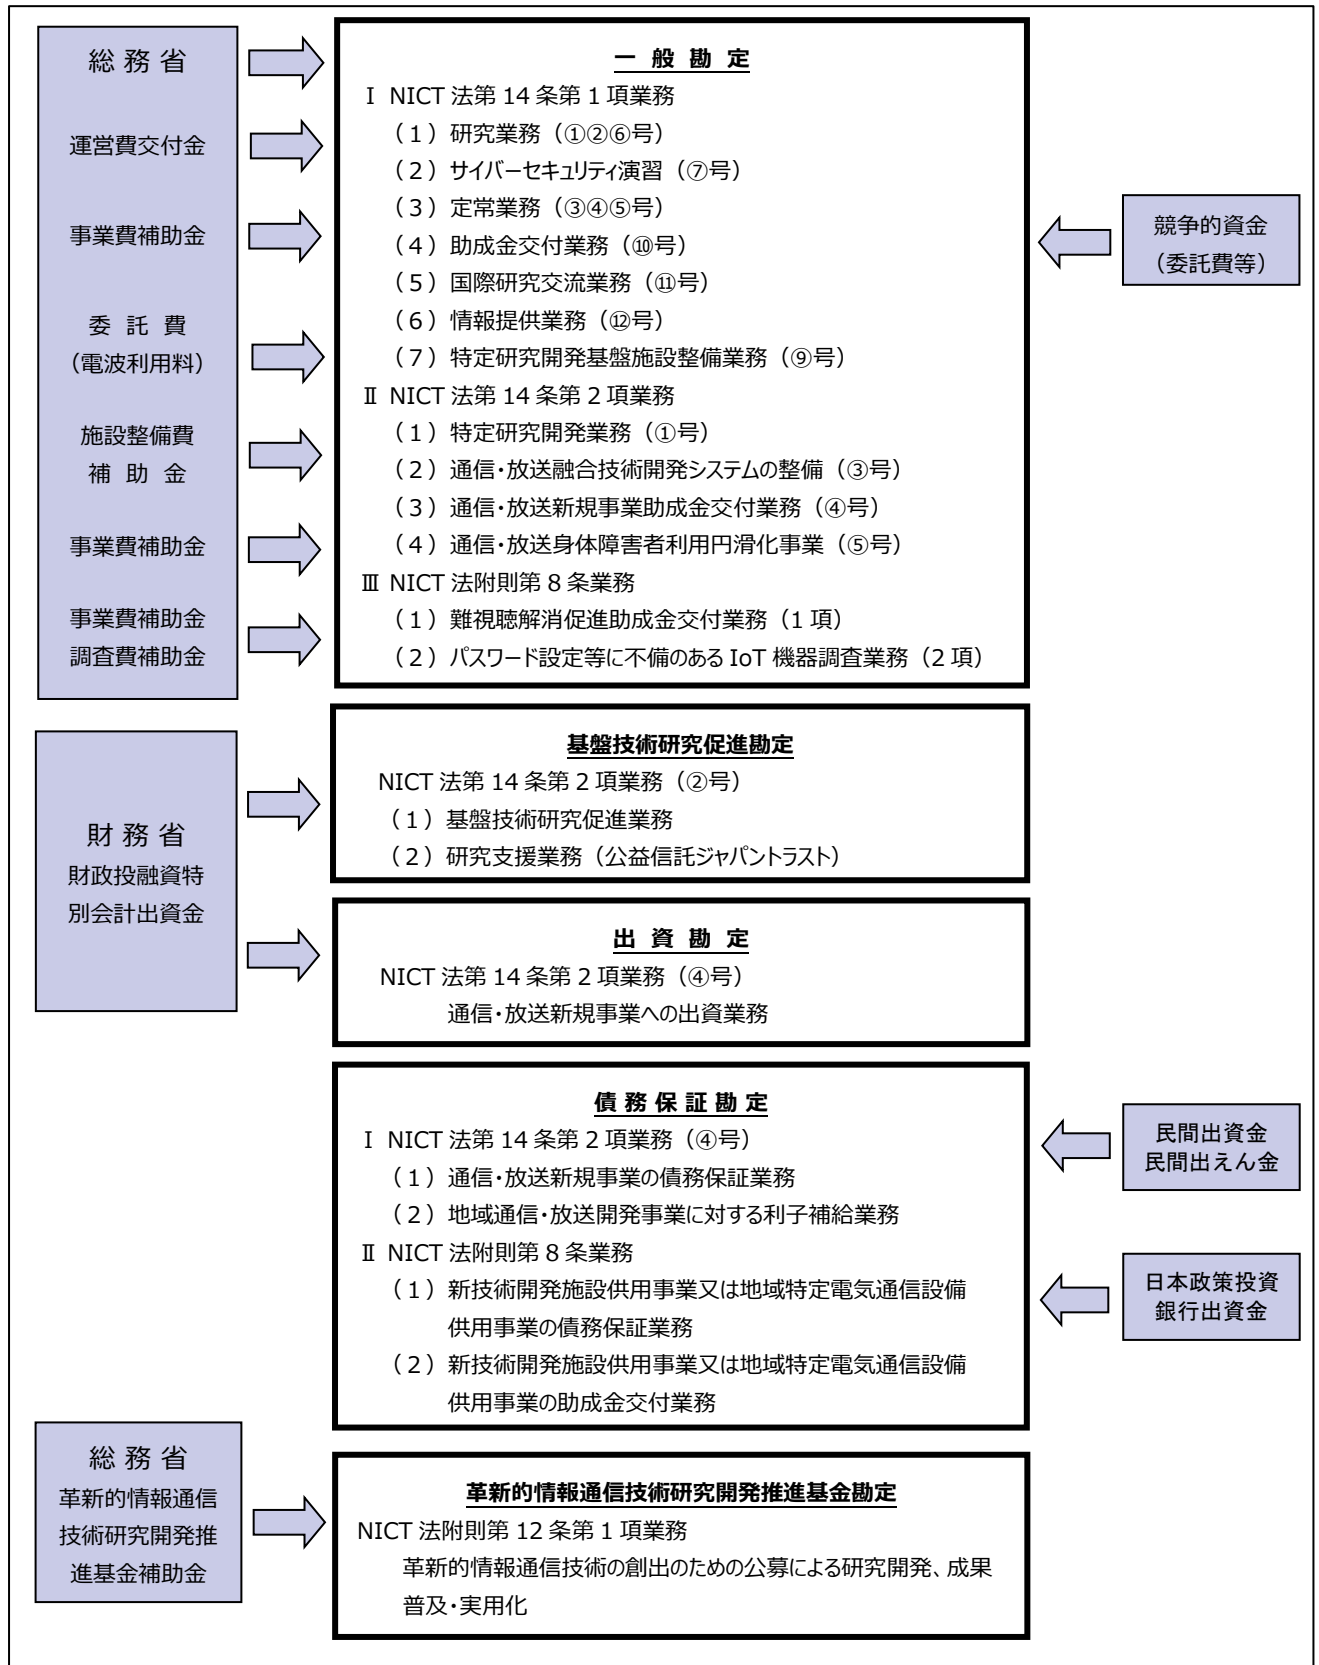 総務省
運営費交付金
事業費補助金
委託費
（電波利用料）
施設整備費
補助金
事業費補助金
事業費補助金
調査費補助金
一般勘定
Ⅰ NICT 法第 14 条第 1 項業務
（１）研究業務（①②⑥号）
（２）サイバーセキュリティ演習（⑦号）
（３）定常業務（③④⑤号）
（４）助成金交付業務（⑩号）
（５）国際研究交流業務（⑪号）
（６）情報提供業務（⑫号）
（７）特定研究開発基盤施設整備業務（⑨号）
Ⅱ NICT 法第 14 条第 2 項業務
（１）特定研究開発業務（①号）
（２）通信・放送融合技術開発システムの整備（③号）
（３）通信・放送新規事業助成金交付業務（④号）
（４）通信・放送身体障害者利用円滑化事業（⑤号）
Ⅲ NICT 法附則第 8 条業務
（１）難視聴解消促進助成金交付業務（1 項）
（２）パスワード設定等に不備のある IoT 機器調査業務（2 項）
競争的資金
（委託費等）
財務省
財政投融資特
別会計出資金
基盤技術研究促進勘定
NICT 法第 14 条第 2 項業務（②号）
（１）基盤技術研究促進業務
（２）研究支援業務（公益信託ジャパントラスト）
出資勘定
NICT 法第 14 条第 2 項業務（④号）
通信・放送新規事業への出資業務
債務保証勘定
Ⅰ NICT 法第 14 条第 2 項業務（④号）
（１）通信・放送新規事業の債務保証業務
（２）地域通信・放送開発事業に対する利子補給業務
Ⅱ NICT 法附則第 8 条業務
（１）新技術開発施設供用事業又は地域特定電気通信設備
供用事業の債務保証業務
（２）新技術開発施設供用事業又は地域特定電気通信設備
供用事業の助成金交付業務
民間出資金
民間出えん金
日本政策投資
銀行出資金
総務省
革新的情報通信
技術研究開発推
進基金補助金
革新的情報通信技術研究開発推進基金勘定
NICT 法附則第 12 条第 1 項業務
革新的情報通信技術の創出のための公募による研究開発、成果
普及・実用化